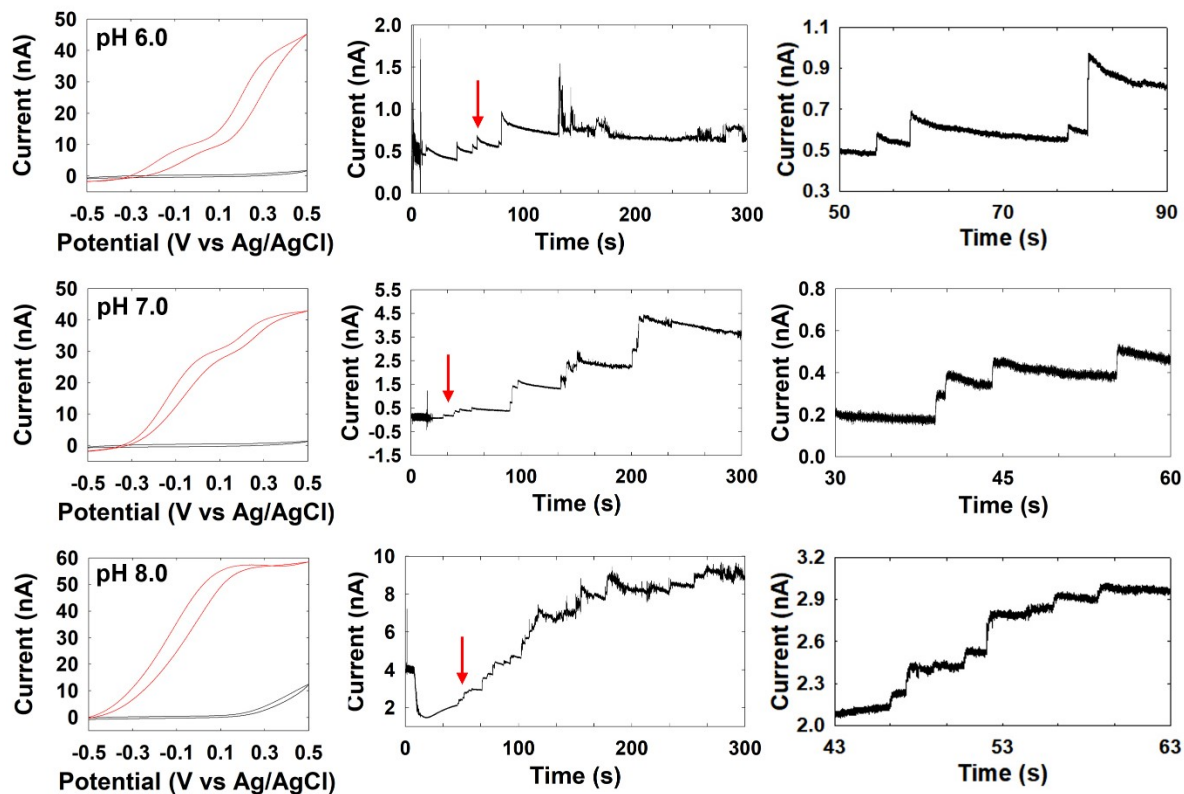 pH 6.0
Current (nA)
50
40
30
20
10
0
-0.5 -0.3 -0.1 0.1 0.3 0.5
Potential (V vs Ag/AgCl)
Current (nA)
2.0
1.5
1.0
0.5
0.0
0 100 200 300
Time (s)
Current (nA)
1.1
0.9
0.7
0.5
0.3
50 70 90
Time (s)
pH 7.0
Current (nA)
50
40
30
20
10
0
-0.5 -0.3 -0.1 0.1 0.3 0.5
Potential (V vs Ag/AgCl)
Current (nA)
5.5
4.5
3.5
2.5
1.5
0.5
-0.5
-1.5
0 100 200 300
Time (s)
Current (nA)
0.8
0.6
0.4
0.2
0.0
30 45 60
Time (s)
pH 8.0
Current (nA)
60
50
40
30
20
10
0
-0.5 -0.3 -0.1 0.1 0.3 0.5
Potential (V vs Ag/AgCl)
Current (nA)
10
8
6
4
2
0 100 200 300
Time (s)
Current (nA)
3.2
2.9
2.6
2.3
2.0
43 53 63
Time (s)